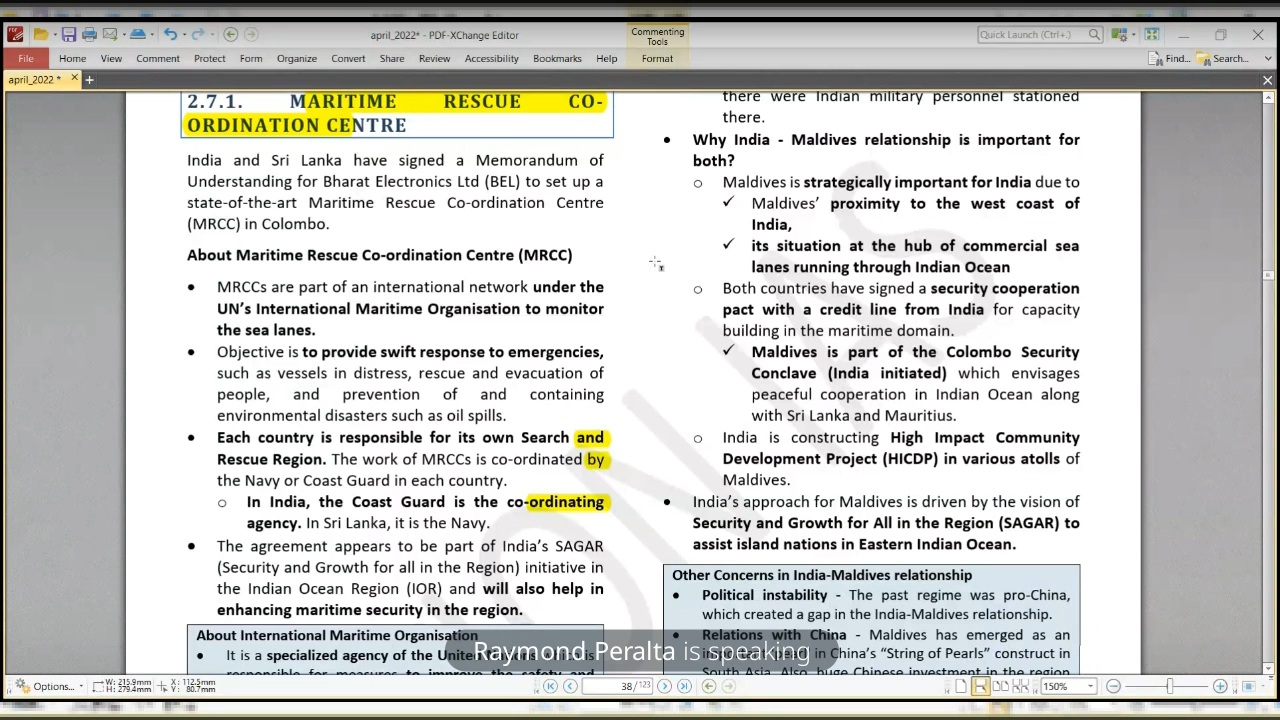 april_2022* - PDF-XChange Editor
Commenting Tools
Quick Launch (Ctrl+.)
File Home View Comment Protect Form Organize Convert Share Review Accessibility Bookmarks Help Format Find... Search...
april_2022 *
2.7.1. MARITIME RESCUE CO-
ORDINATION CENTRE
India and Sri Lanka have signed a Memorandum of
Understanding for Bharat Electronics Ltd (BEL) to set up a
state-of-the-art Maritime Rescue Co-ordination Centre
(MRCC) in Colombo.
About Maritime Rescue Co-ordination Centre (MRCC)
• MRCCs are part of an international network under the
UN's International Maritime Organisation to monitor
the sea lanes.
• Objective is to provide swift response to emergencies,
such as vessels in distress, rescue and evacuation of
people, and prevention of and containing
environmental disasters such as oil spills.
• Each country is responsible for its own Search and
Rescue Region. The work of MRCCs is co-ordinated by
the Navy or Coast Guard in each country.
o In India, the Coast Guard is the co-ordinating
agency. In Sri Lanka, it is the Navy.
• The agreement appears to be part of India's SAGAR
(Security and Growth for all in the Region) initiative in
the Indian Ocean Region (IOR) and will also help in
enhancing maritime security in the region.
About International Maritime Organisation
• It is a specialized agency of the United
there were Indian military personnel stationed
there.
• Why India - Maldives relationship is important for
both?
o Maldives is strategically important for India due to
✓ Maldives' proximity to the west coast of
India,
✓ its situation at the hub of commercial sea
lanes running through Indian Ocean
o Both countries have signed a security cooperation
pact with a credit line from India for capacity
building in the maritime domain.
✓ Maldives is part of the Colombo Security
Conclave (India initiated) which envisages
peaceful cooperation in Indian Ocean along
with Sri Lanka and Mauritius.
o India is constructing High Impact Community
Development Project (HICDP) in various atolls of
Maldives.
• India's approach for Maldives is driven by the vision of
Security and Growth for All in the Region (SAGAR) to
assist island nations in Eastern Indian Ocean.
Other Concerns in India-Maldives relationship
• Political instability - The past regime was pro-China,
which created a gap in the India-Maldives relationship.
• Relations with China - Maldives has emerged as an
in China's "String of Pearls" construct in
South Asia. Also, huge Chinese investment in the region
Raymond Peralta is speaking
Options... W: 215.9mm H: 279.4mm X: 112.5mm Y: 80.7mm 38 /123 150%